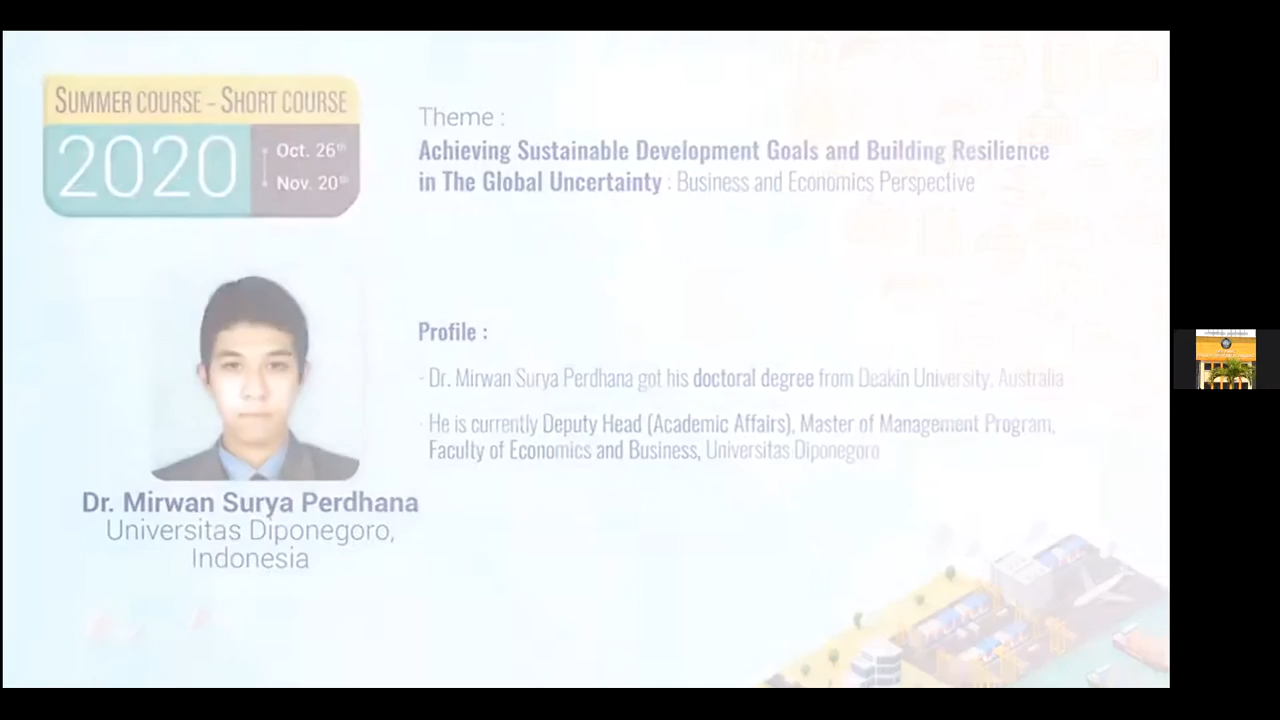 SUMMER COURSE – SHORT COURSE
2020
Oct. 26th
Nov. 20th
Theme :
Achieving Sustainable Development Goals and Building Resilience
in The Global Uncertainty : Business and Economics Perspective
Profile :
- Dr. Mirwan Surya Perdhana got his doctoral degree from Deakin University, Australia
- He is currently Deputy Head (Academic Affairs), Master of Management Program,
Faculty of Economics and Business, Universitas Diponegoro
Dr. Mirwan Surya Perdhana
Universitas Diponegoro,
Indonesia